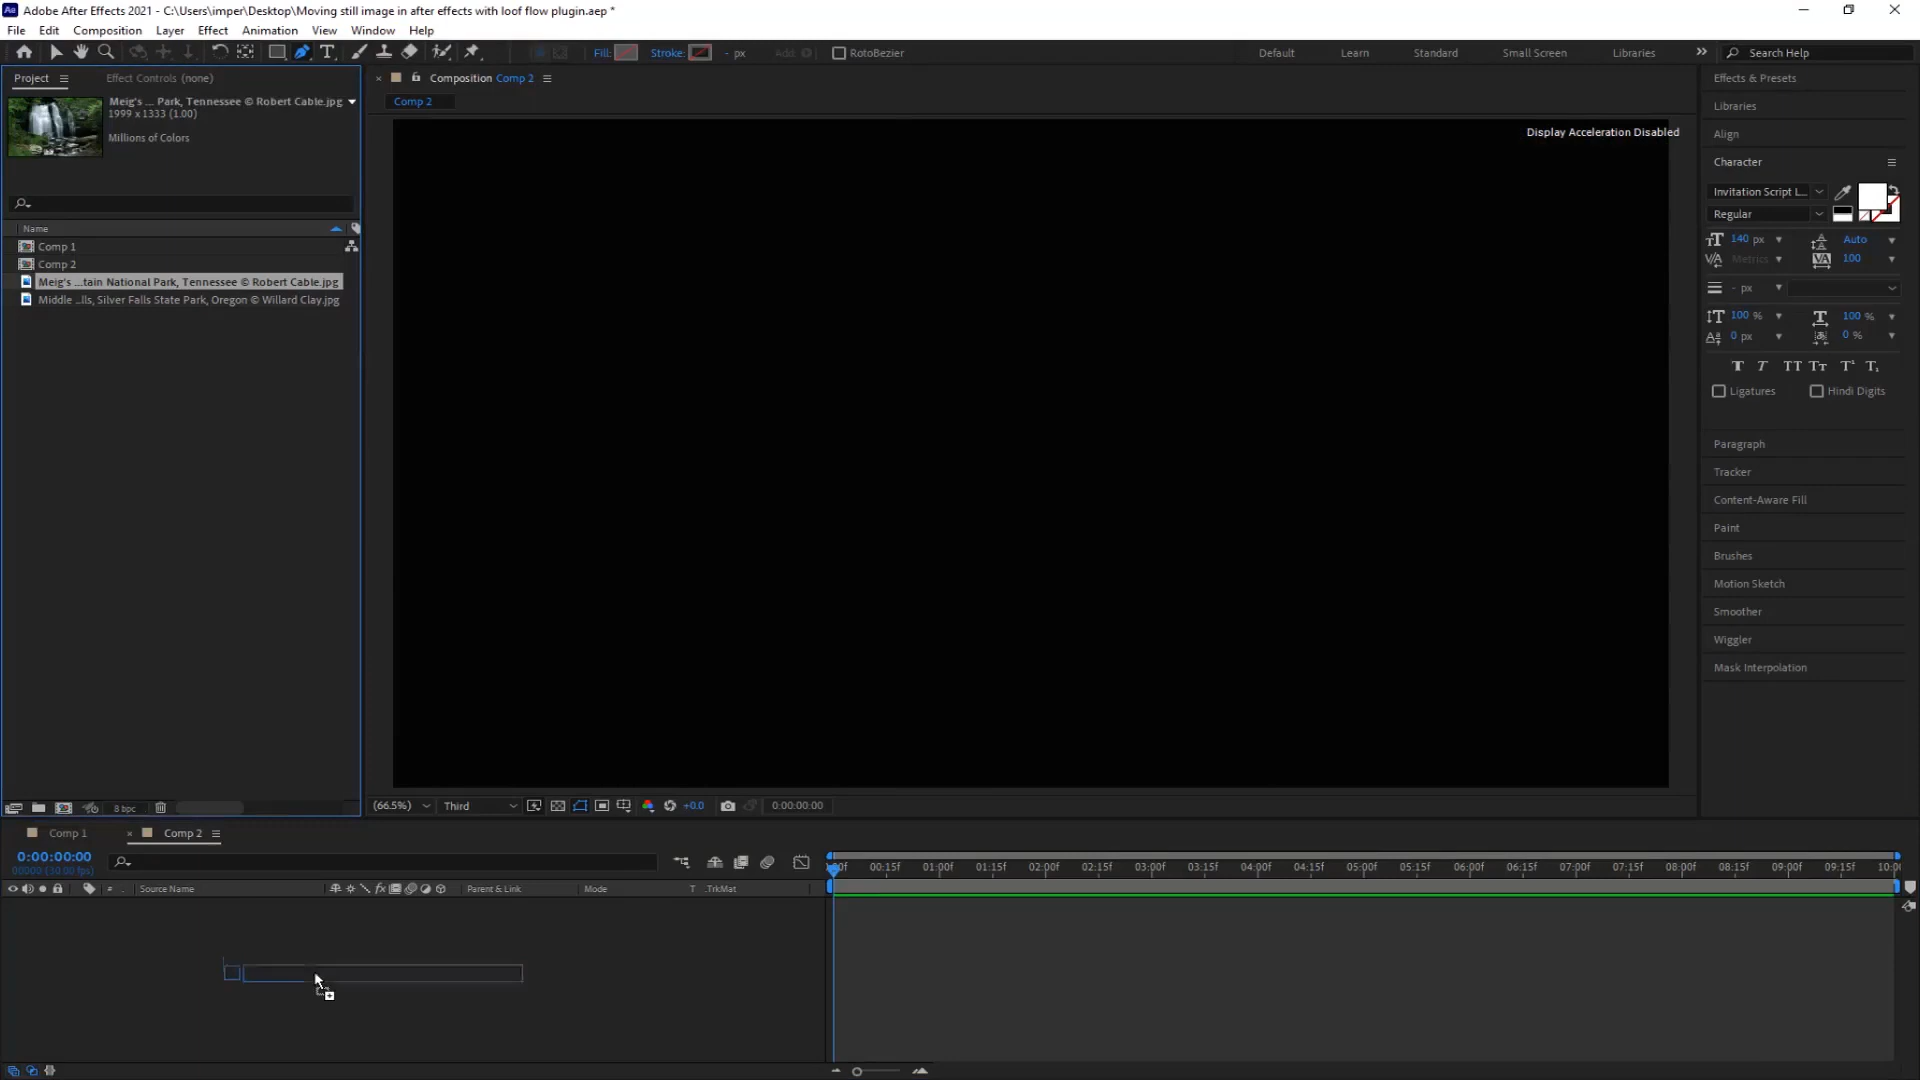 Adobe After Effects 2021 - C:\Users\imper\Desktop\Moving still image in after effects with loof flow plugin.aep *
File Edit Composition Layer Effect Animation View Window Help
Fill: Stroke: - px Add: RotoBezier Default Learn Standard Small Screen Libraries Search Help
Project Effect Controls (none)
Meig's ... Park, Tennessee © Robert Cable.jpg
1999 x 1333 (1.00)
Millions of Colors
Name
Comp 1
Comp 2
Meig's ...tain National Park, Tennessee © Robert Cable.jpg
Middle ...lls, Silver Falls State Park, Oregon © Willard Clay.jpg
8 bpc
Composition Comp 2
Comp 2
Display Acceleration Disabled
(66.5%) Third +0.0 0:00:00:00
Effects & Presets
Libraries
Align
Character
Invitation Script L...
Regular
140 px Auto
Metrics 100
- px
100 % 100 %
0 px 0 %
Ligatures Hindi Digits
Paragraph
Tracker
Content-Aware Fill
Paint
Brushes
Motion Sketch
Smoother
Wiggler
Mask Interpolation
Comp 1 Comp 2
0:00:00:00
00000 (30.00 fps)
# Source Name Parent & Link Mode T .TrkMat
00:15f 01:00f 01:15f 02:00f 02:15f 03:00f 03:15f 04:00f 04:15f 05:00f 05:15f 06:00f 06:15f 07:00f 07:15f 08:00f 08:15f 09:00f 09:15f